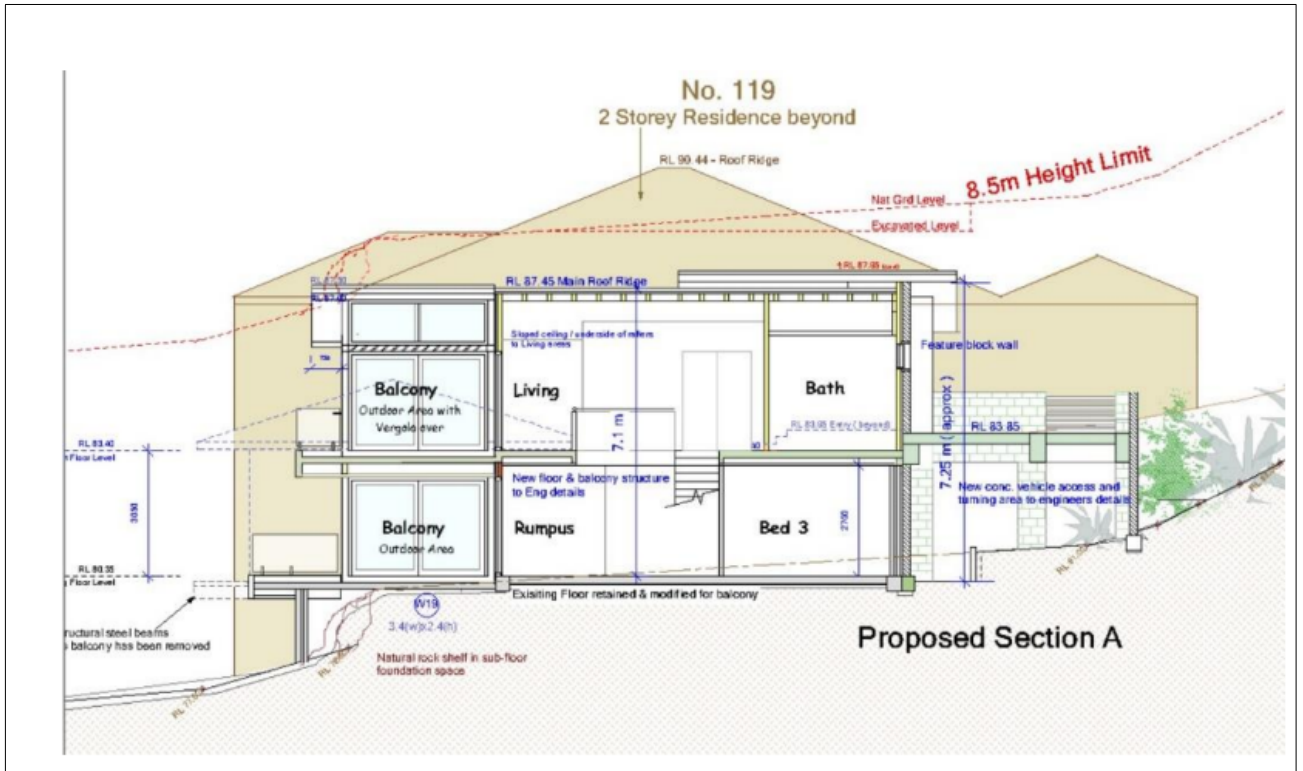 No. 119
2 Storey Residence beyond
RL 90.44 - Roof Ridge
8.5m Height Limit
Nat Grd Level
Excavated Level
RL 87.45 Main Roof Ridge
Sloped ceiling / underside of rafters
to Living areas
Feature block wall
Balcony
Outdoor Area with
Vergola over
Living
Bath
7.1 m
7.25 m ( approx )
RL 83.85
RL 83.40
Floor Level
New floor & balcony structure
to Eng details
New conc. vehicle access and
turning area to engineers details
3050
2700
Balcony
Outdoor Area
Rumpus
Bed 3
RL 80.35
Floor Level
Exisiting Floor retained & modified for balcony
W19
3.4(w)x2.4(h)
ructural steel beams
balcony has been removed
Natural rock shelf in sub-floor
foundation space
Proposed Section A